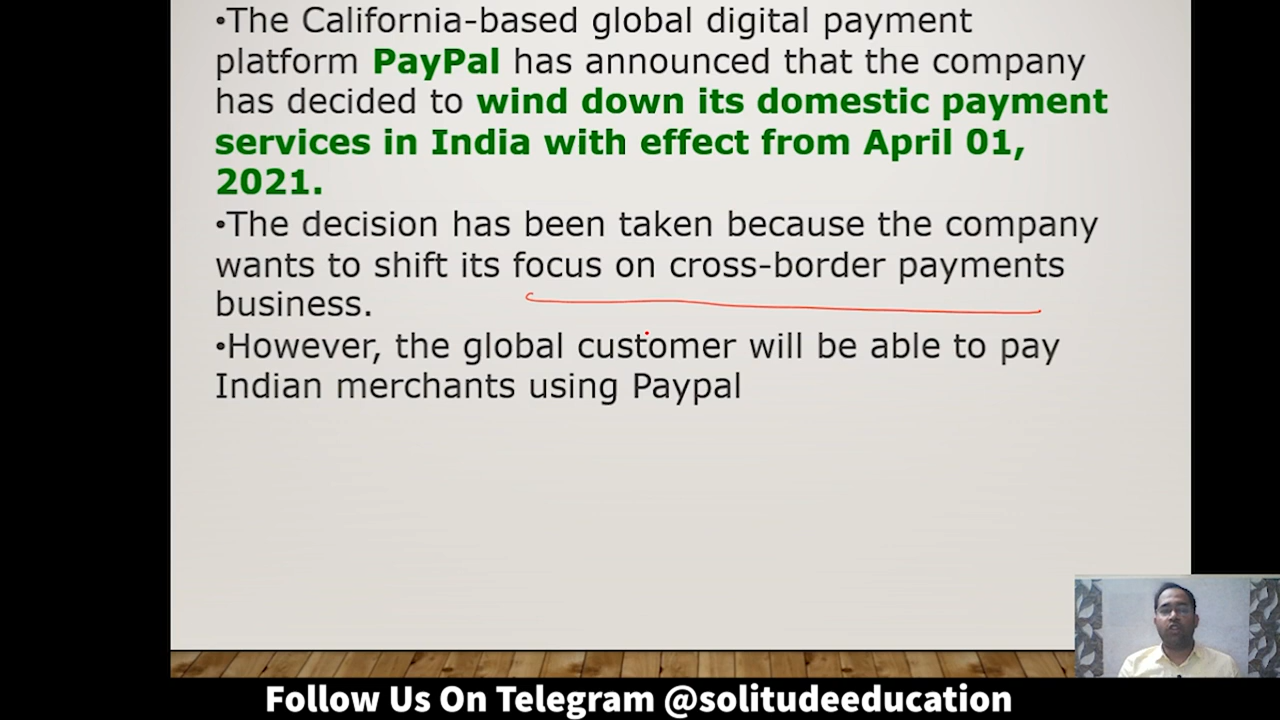 •The California-based global digital payment
platform PayPal has announced that the company
has decided to wind down its domestic payment
services in India with effect from April 01,
2021.
•The decision has been taken because the company
wants to shift its focus on cross-border payments
business.
•However, the global customer will be able to pay
Indian merchants using Paypal
Follow Us On Telegram @solitudeeducation